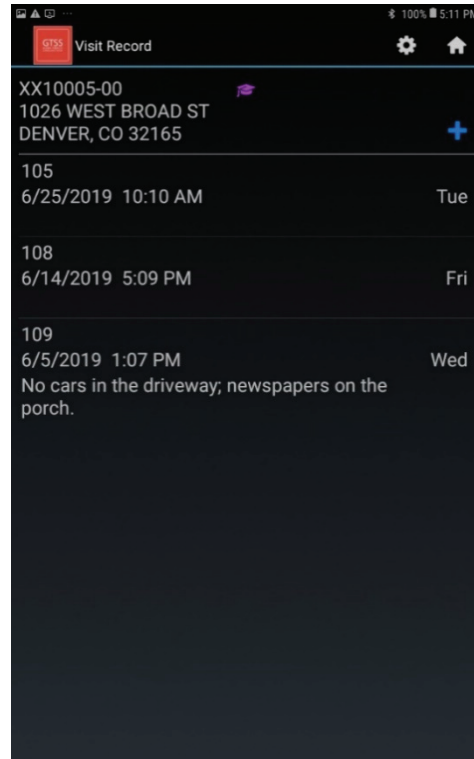 100% 5:11 PM
GTSS Visit Record
XX10005-00
1026 WEST BROAD ST
DENVER, CO 32165
105
6/25/2019 10:10 AM Tue
108
6/14/2019 5:09 PM Fri
109
6/5/2019 1:07 PM Wed
No cars in the driveway; newspapers on the
porch.